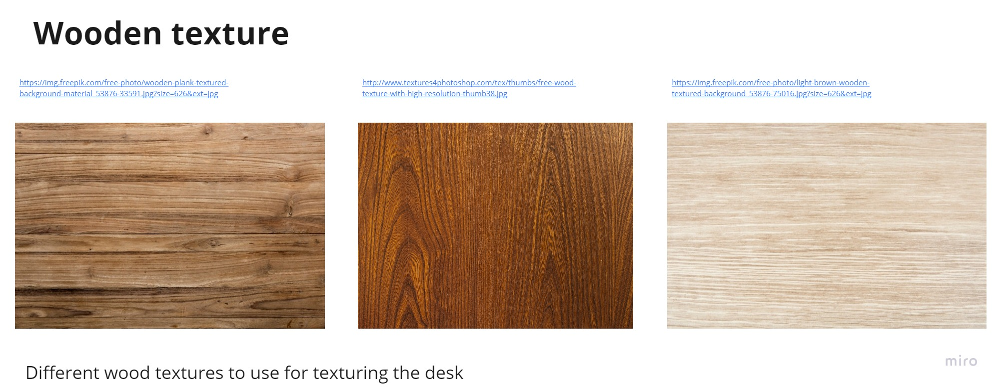 Wooden texture
https://img.freepik.com/free-photo/wooden-plank-textured-
background-material_53876-33591.jpg?size=626&ext=jpg
http://www.textures4photoshop.com/tex/thumbs/free-wood-
texture-with-high-resolution-thumb38.jpg
https://img.freepik.com/free-photo/light-brown-wooden-
textured-background_53876-75016.jpg?size=626&ext=jpg
Different wood textures to use for texturing the desk
miro